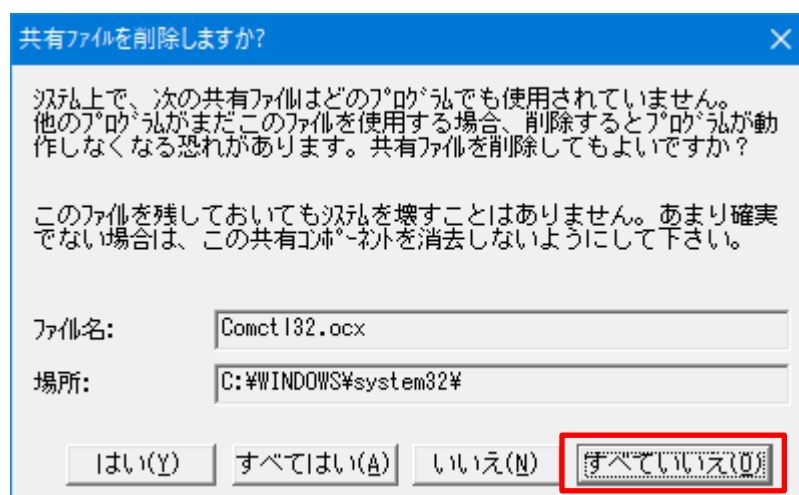 共有ﾌｧｲﾙを削除しますか?
ｼｽﾃﾑ上で、次の共有ﾌｧｲﾙはどのﾌﾟﾛｸﾞﾗﾑでも使用されていません。
他のﾌﾟﾛｸﾞﾗﾑがまだこのﾌｧｲﾙを使用する場合、削除するとﾌﾟﾛｸﾞﾗﾑが動
作しなくなる恐れがあります。共有ﾌｧｲﾙを削除してもよいですか？
このﾌｧｲﾙを残しておいてもｼｽﾃﾑを壊すことはありません。あまり確実
でない場合は、この共有ｺﾝﾎﾟｰﾈﾝﾄを消去しないようにして下さい。
ﾌｧｲﾙ名: Comctl32.ocx
場所: C:¥WINDOWS¥system32¥
はい(Y) すべてはい(A) いいえ(N) すべていいえ(O)